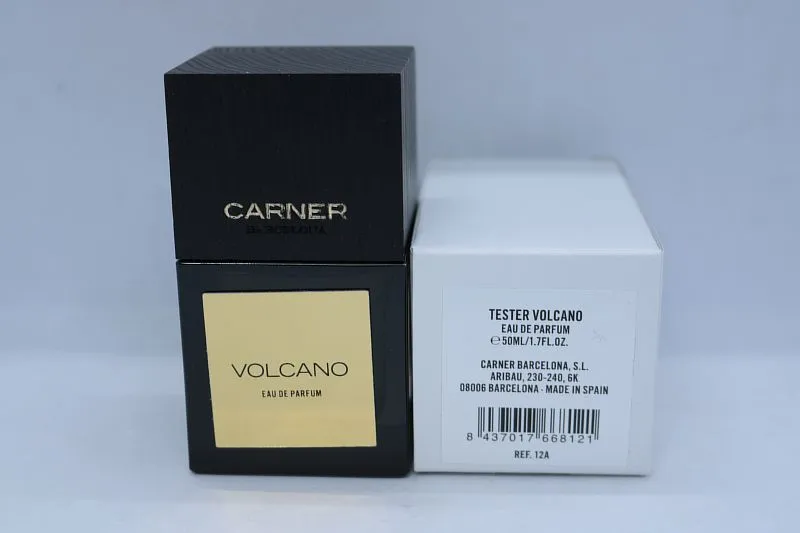 CARNER
BARCELONA
VOLCANO
EAU DE PARFUM
TESTER VOLCANO
EAU DE PARFUM
℮50ML/1.7FL.OZ.
CARNER BARCELONA, S.L.
ARIBAU, 230-240, 6K
08006 BARCELONA · MADE IN SPAIN
8 437017 668121
REF. 12A